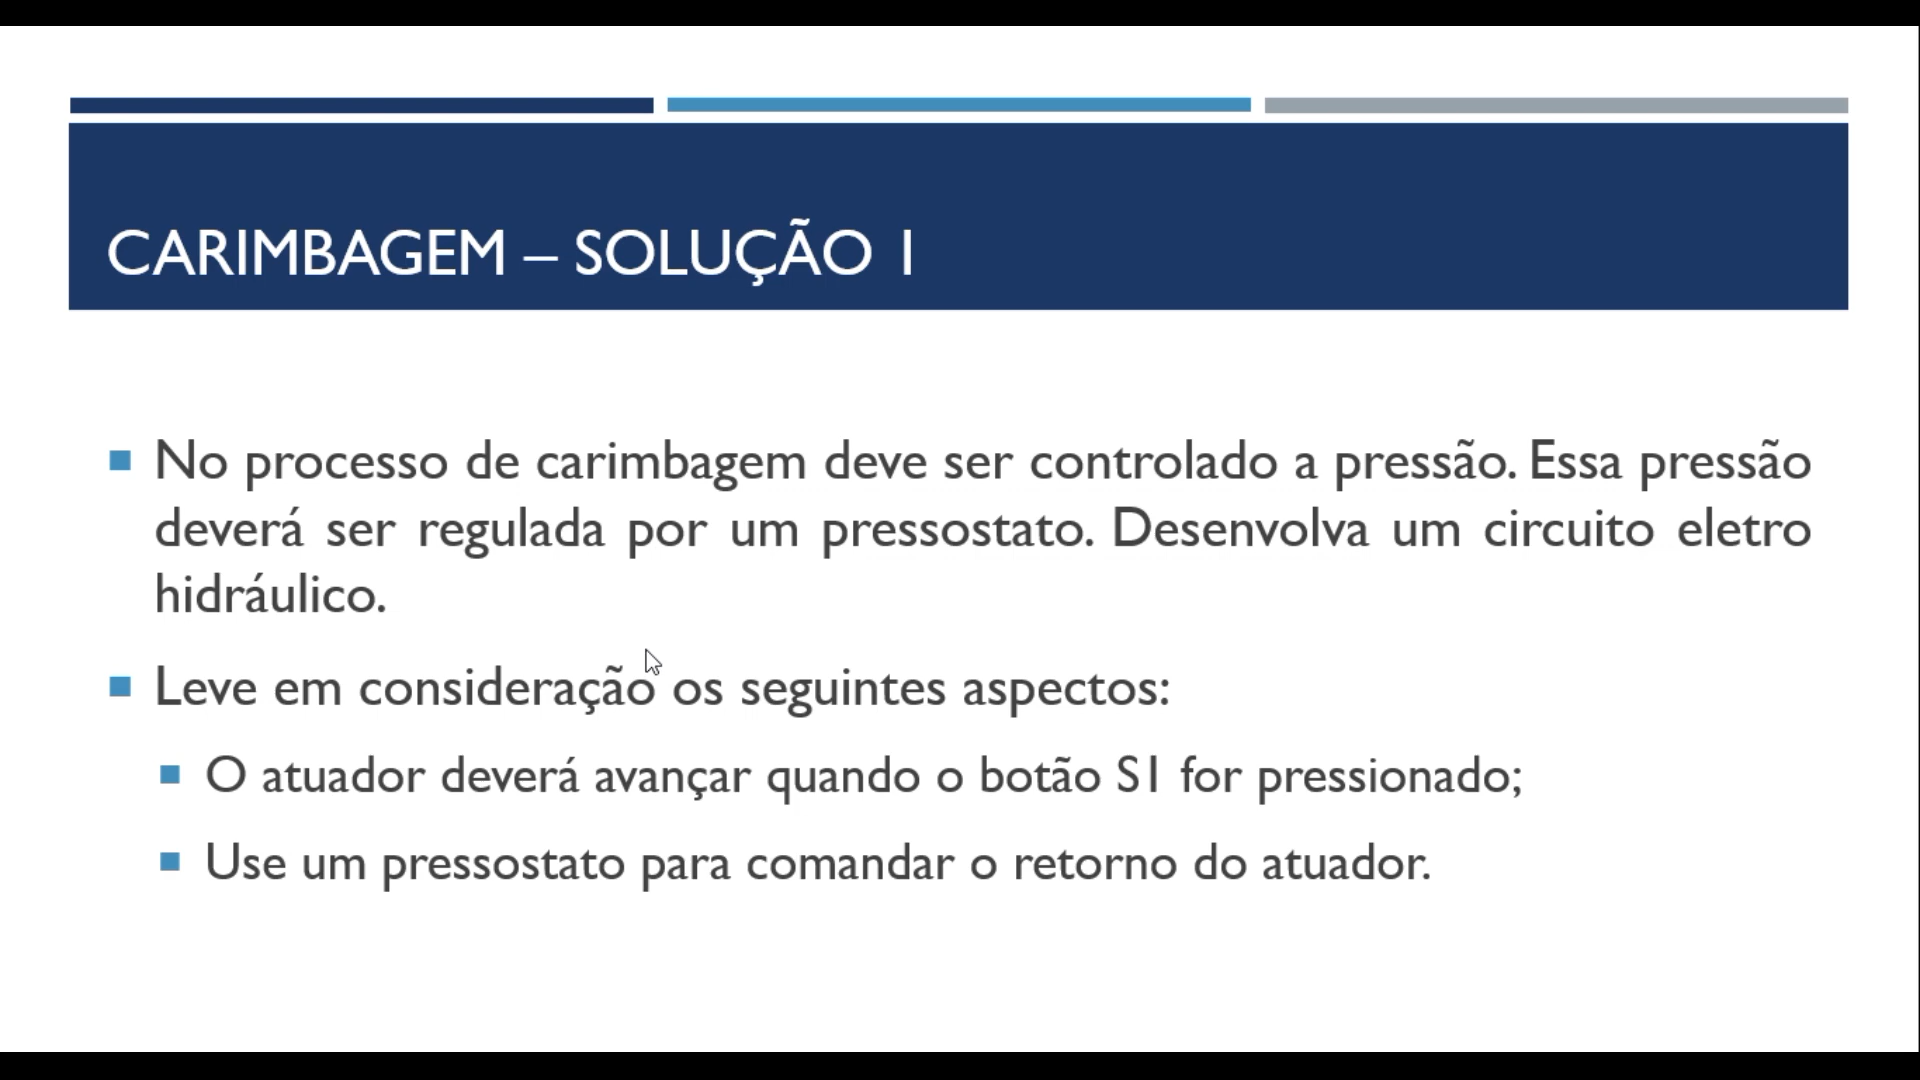 CARIMBAGEM – SOLUÇÃO 1
No processo de carimbagem deve ser controlado a pressão. Essa pressão
deverá ser regulada por um pressostato. Desenvolva um circuito eletro
hidráulico.
Leve em consideração os seguintes aspectos:
O atuador deverá avançar quando o botão S1 for pressionado;
Use um pressostato para comandar o retorno do atuador.